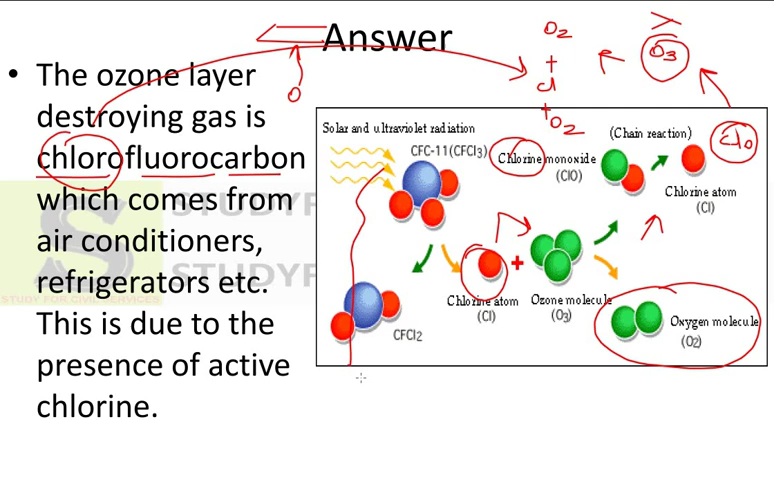 Answer
• The ozone layer
destroying gas is
chlorofluorocarbon
which comes from
air conditioners,
refrigerators etc.
This is due to the
presence of active
chlorine.
O
O2
+
Cl
+O2
O3
ClO
Solar and ultraviolet radiation
CFC-11(CFCl3)
Chlorine monoxide
(ClO)
(Chain reaction)
Chlorine atom
(Cl)
Chlorine atom
(Cl)
+
Ozone molecule
(O3)
Oxygen molecule
(O2)
CFCl2
STUDY
STUDY
STUDY FOR CIVIL SERVICES